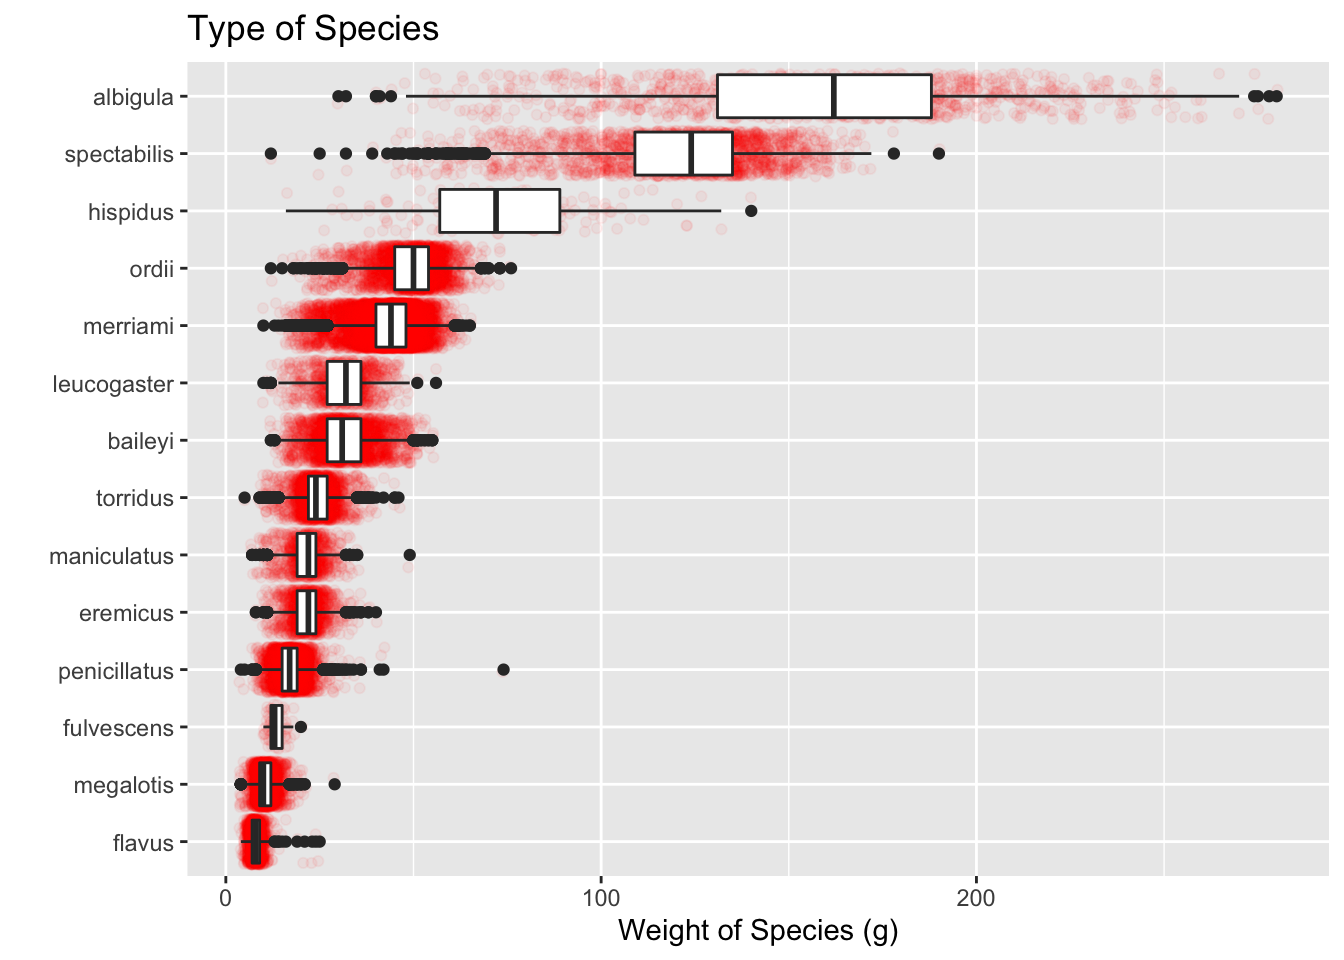 Type of Species
albigula
spectabilis
hispidus
ordii
merriami
leucogaster
baileyi
torridus
maniculatus
eremicus
penicillatus
fulvescens
megalotis
flavus
0 100 200
Weight of Species (g)